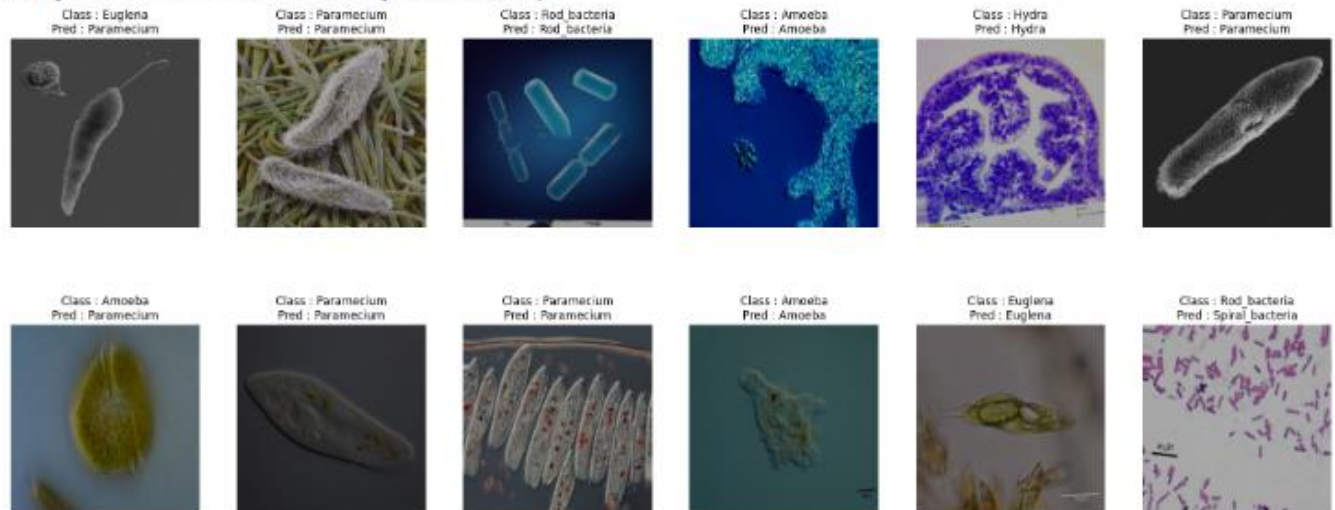 Class : Euglena
Pred : Paramecium
Class : Paramecium
Pred : Paramecium
Class : Rod_bacteria
Pred : Rod_bacteria
Class : Amoeba
Pred : Amoeba
Class : Hydra
Pred : Hydra
Class : Paramecium
Pred : Paramecium
Class : Amoeba
Pred : Paramecium
Class : Paramecium
Pred : Paramecium
Class : Paramecium
Pred : Paramecium
Class : Amoeba
Pred : Amoeba
Class : Euglena
Pred : Euglena
Class : Rod_bacteria
Pred : Spiral_bacteria